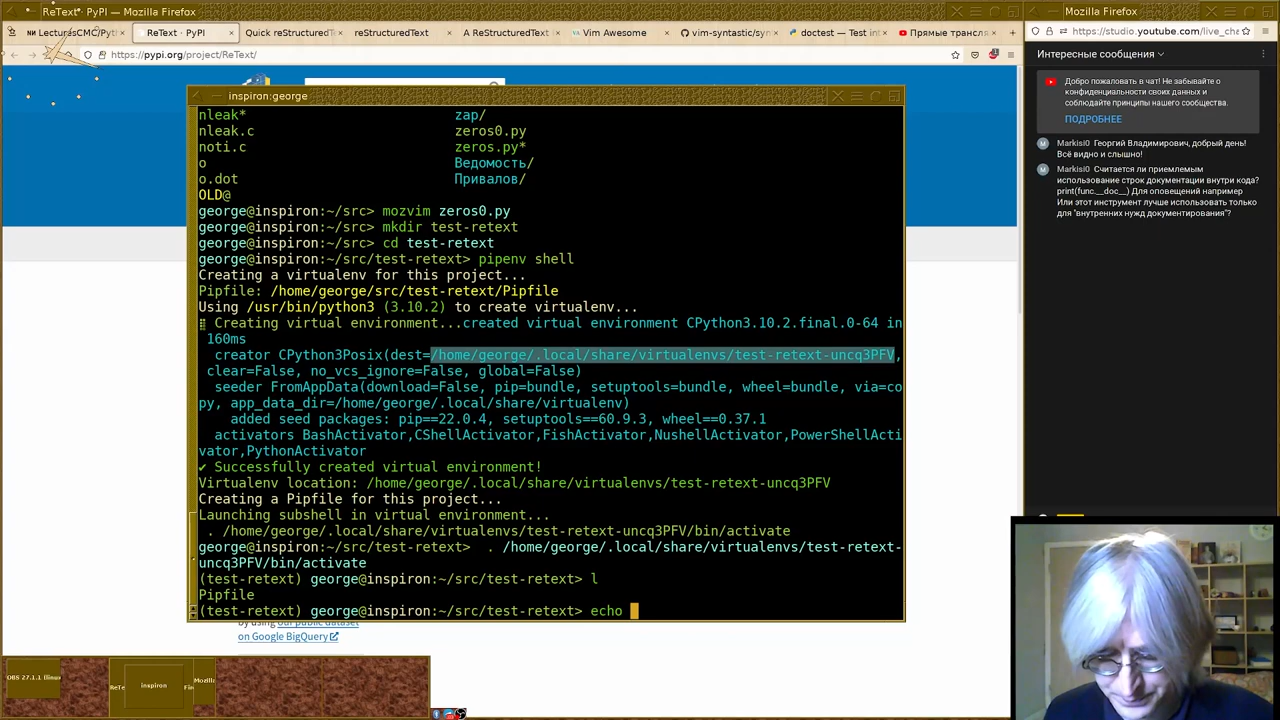 ReText· PyPI — Mozilla Firefox
Mozilla Firefox
ЛекторысCMC/Pyth
ReText · PyPI
Quick reStructuredT
reStructuredText
A ReStructuredText
Vim Awesome
vim-syntastic/syn
doctest — Test int
Прямые трансля
https://pypi.org/project/ReText/
https://studio.youtube.com/live_cha
Интересные сообщения
Добро пожаловать в чат! Не забывайте о
конфиденциальности своих данных и
соблюдайте принципы нашего сообщества.
ПОДРОБНЕЕ
Markisi0 Георгий Владимирович, добрый день!
Всё видно и слышно!
Markisi0 Считается ли приемлемым
использование строк документации внутри кода?
print(func.__doc__) Для оповещений например
Или этот инструмент лучше использовать только
для "внутренних нужд документирования"?
inspiron:george
nleak* zap/
nleak.c zeros0.py
noti.c zeros.py*
o Ведомость/
o.dot Привалов/
OLD@
george@inspiron:~/src> mozvim zeros0.py
george@inspiron:~/src> mkdir test-retext
george@inspiron:~/src> cd test-retext
george@inspiron:~/src/test-retext> pipenv shell
Creating a virtualenv for this project...
Pipfile: /home/george/src/test-retext/Pipfile
Using /usr/bin/python3 (3.10.2) to create virtualenv...
⣾ Creating virtual environment...created virtual environment CPython3.10.2.final.0-64 in
160ms
creator CPython3Posix(dest=/home/george/.local/share/virtualenvs/test-retext-uncq3PFV,
clear=False, no_vcs_ignore=False, global=False)
seeder FromAppData(download=False, pip=bundle, setuptools=bundle, wheel=bundle, via=co
py, app_data_dir=/home/george/.local/share/virtualenv)
added seed packages: pip==22.0.4, setuptools==60.9.3, wheel==0.37.1
activators BashActivator,CShellActivator,FishActivator,NushellActivator,PowerShellActi
vator,PythonActivator
✔ Successfully created virtual environment!
Virtualenv location: /home/george/.local/share/virtualenvs/test-retext-uncq3PFV
Creating a Pipfile for this project...
Launching subshell in virtual environment...
. /home/george/.local/share/virtualenvs/test-retext-uncq3PFV/bin/activate
george@inspiron:~/src/test-retext> . /home/george/.local/share/virtualenvs/test-retext-
uncq3PFV/bin/activate
(test-retext) george@inspiron:~/src/test-retext> l
Pipfile
(test-retext) george@inspiron:~/src/test-retext> echo
by using our public dataset
on Google BigQuery
OBS 27.1.1 (linux
ReTe
inspiron
Fir
Mozilla